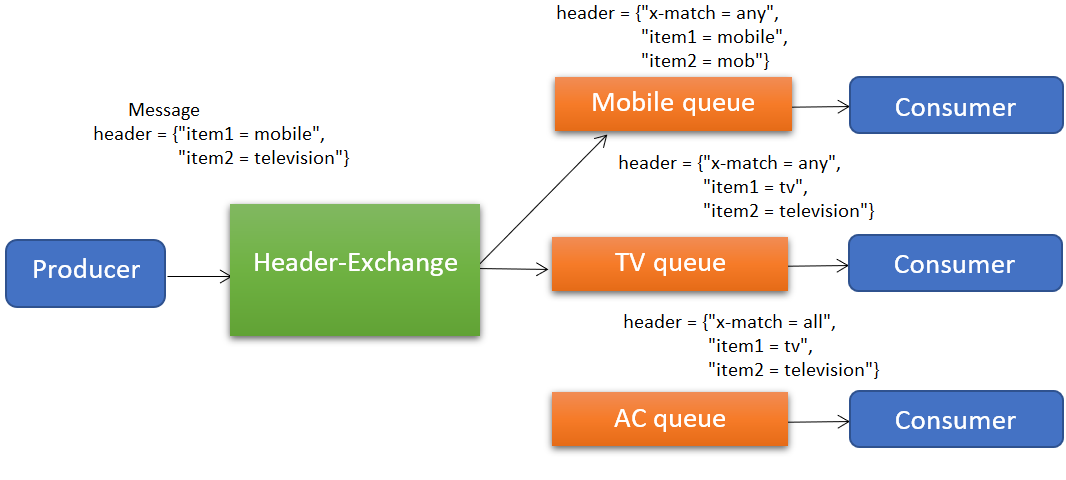 header = {"x-match = any",
"item1 = mobile",
"item2 = mob"}
Mobile queue
Consumer
Message
header = {"item1 = mobile",
"item2 = television"}
header = {"x-match = any",
"item1 = tv",
"item2 = television"}
Producer
Header-Exchange
TV queue
Consumer
header = {"x-match = all",
"item1 = tv",
"item2 = television"}
AC queue
Consumer